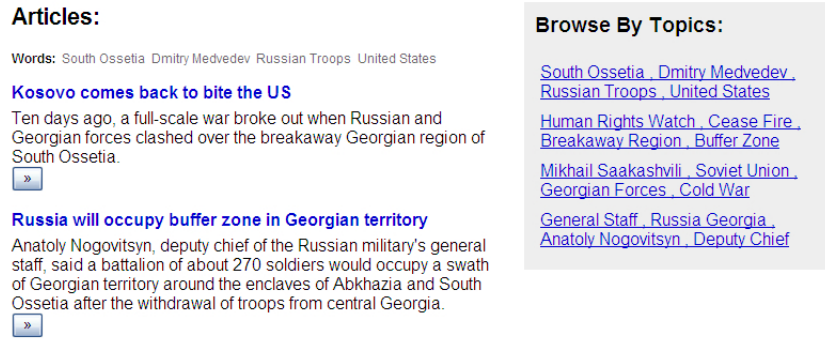 Articles:
Words: South Ossetia Dmitry Medvedev Russian Troops United States
Kosovo comes back to bite the US
Ten days ago, a full-scale war broke out when Russian and
Georgian forces clashed over the breakaway Georgian region of
South Ossetia.
»
Russia will occupy buffer zone in Georgian territory
Anatoly Nogovitsyn, deputy chief of the Russian military's general
staff, said a battalion of about 270 soldiers would occupy a swath
of Georgian territory around the enclaves of Abkhazia and South
Ossetia after the withdrawal of troops from central Georgia.
»
Browse By Topics:
South Ossetia , Dmitry Medvedev ,
Russian Troops , United States
Human Rights Watch , Cease Fire ,
Breakaway Region , Buffer Zone
Mikhail Saakashvili , Soviet Union ,
Georgian Forces , Cold War
General Staff , Russia Georgia ,
Anatoly Nogovitsyn , Deputy Chief